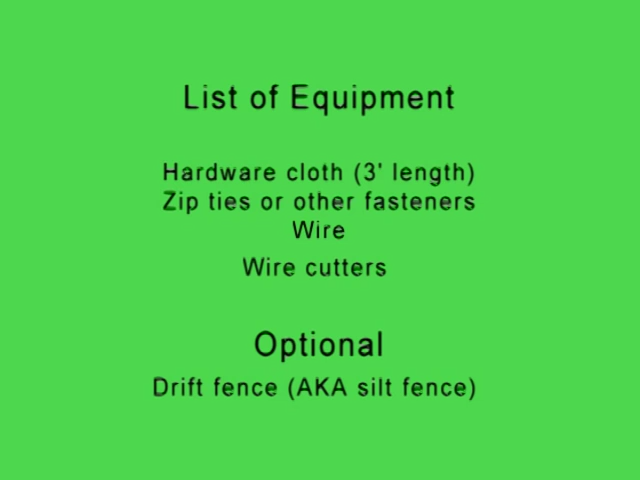 List of Equipment
Hardware cloth (3' length)
Zip ties or other fasteners
Wire
Wire cutters
Optional
Drift fence (AKA silt fence)